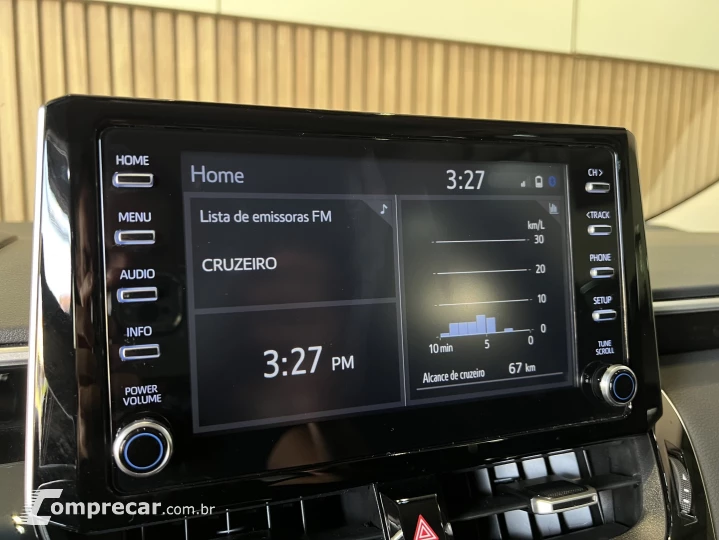 HOME
MENU
AUDIO
INFO
POWER
VOLUME
Home
3:27
Lista de emissoras FM
CRUZEIRO
3:27 PM
km/L
30
20
10
0
10 min 5 0
Alcance de cruzeiro 67 km
CH >
< TRACK
PHONE
SETUP
TUNE
SCROLL
Comprecar.com.br